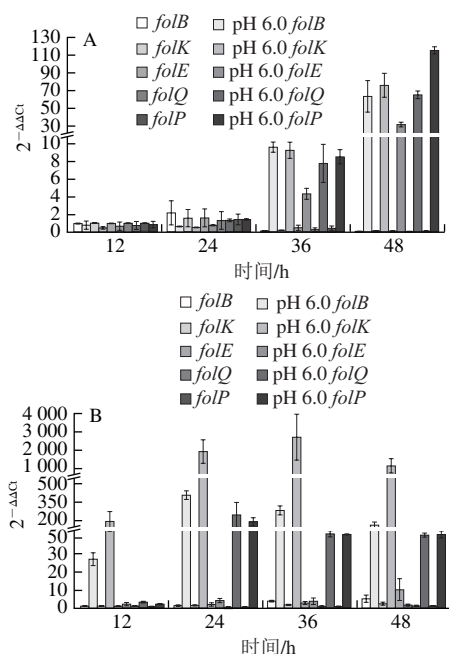 A
folB pH 6.0 folB
folK pH 6.0 folK
folE pH 6.0 folE
folQ pH 6.0 folQ
folP pH 6.0 folP
2⁻ΔΔCt
130
110
90
70
50
30
10
8
6
4
2
0
12 24 36 48
时间/h
B
folB pH 6.0 folB
folK pH 6.0 folK
folE pH 6.0 folE
folQ pH 6.0 folQ
folP pH 6.0 folP
2⁻ΔΔCt
4 000
3 000
2 000
1 000
500
350
200
50
40
30
20
10
0
12 24 36 48
时间/h